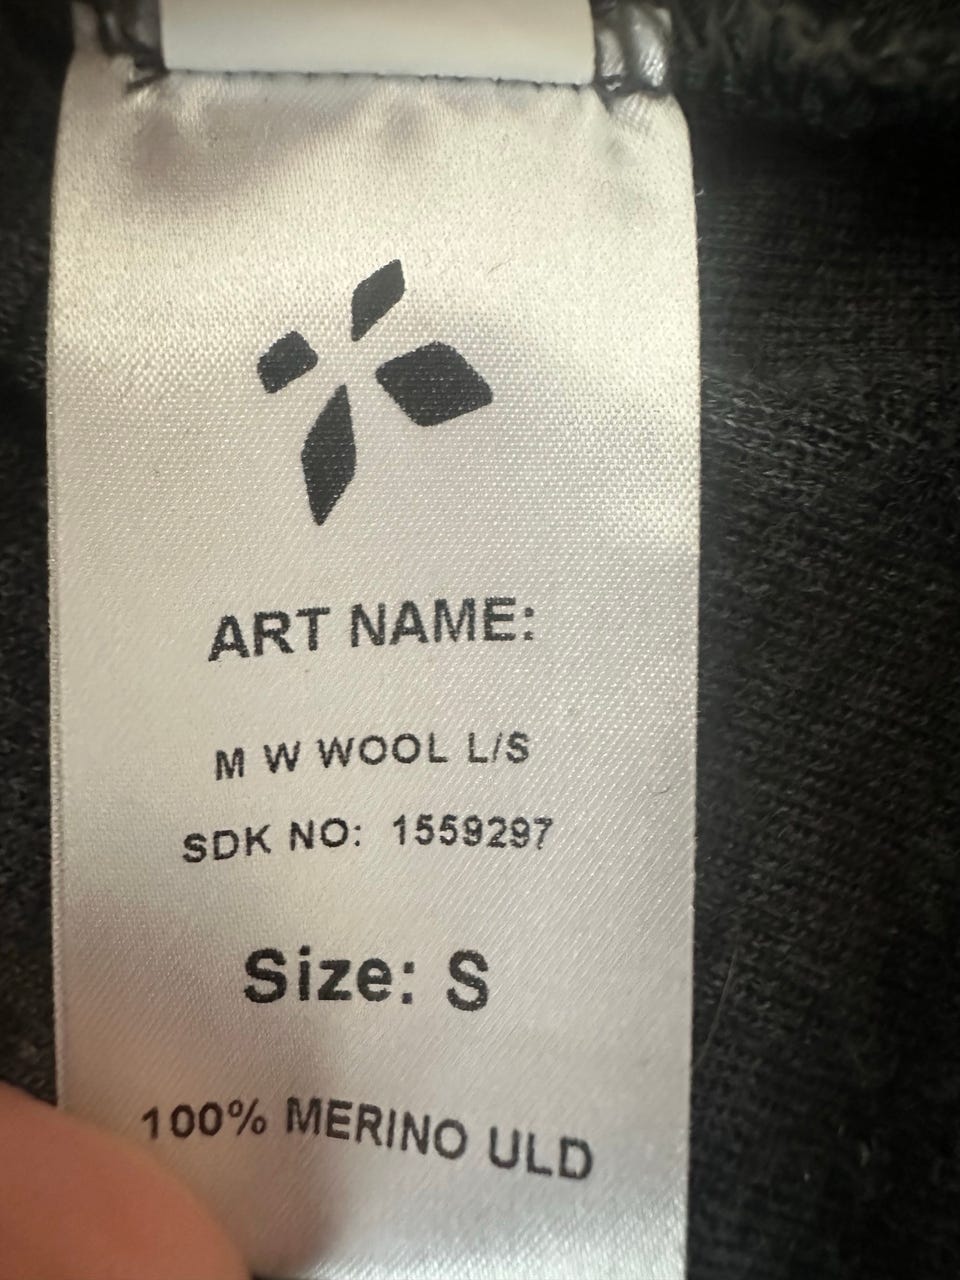 ART NAME:
M W WOOL L/S
SDK NO: 1559297
Size: S
100% MERINO ULD